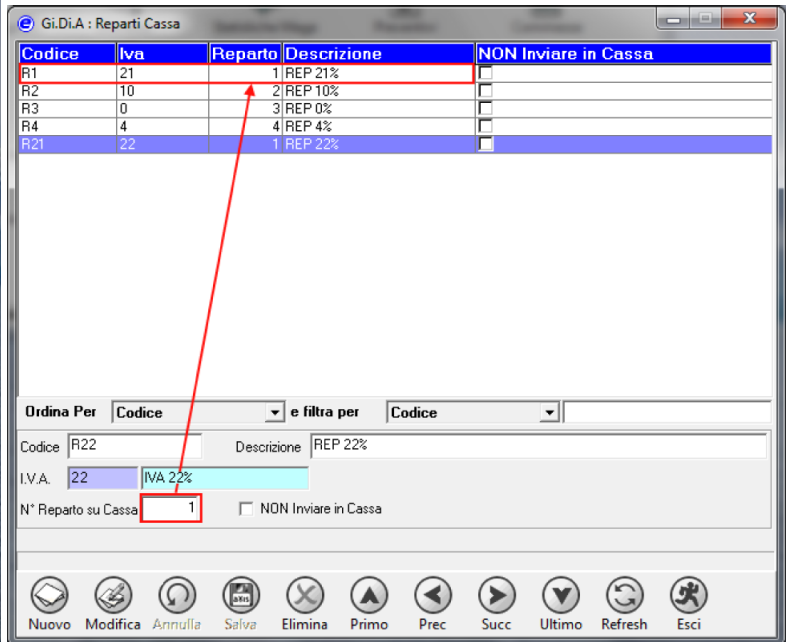 Gi.Di.A : Reparti Cassa
Codice Iva Reparto Descrizione NON Inviare in Cassa
R1 21 1 REP 21%
R2 10 2 REP 10%
R3 0 3 REP 0%
R4 4 4 REP 4%
R21 22 1 REP 22%
Ordina Per Codice e filtra per Codice
Codice R22 Descrizione REP 22%
I.V.A. 22 IVA 22%
N° Reparto su Cassa 1 NON Inviare in Cassa
Nuovo Modifica Annulla Salva Elimina Primo Prec Succ Ultimo Refresh Esci